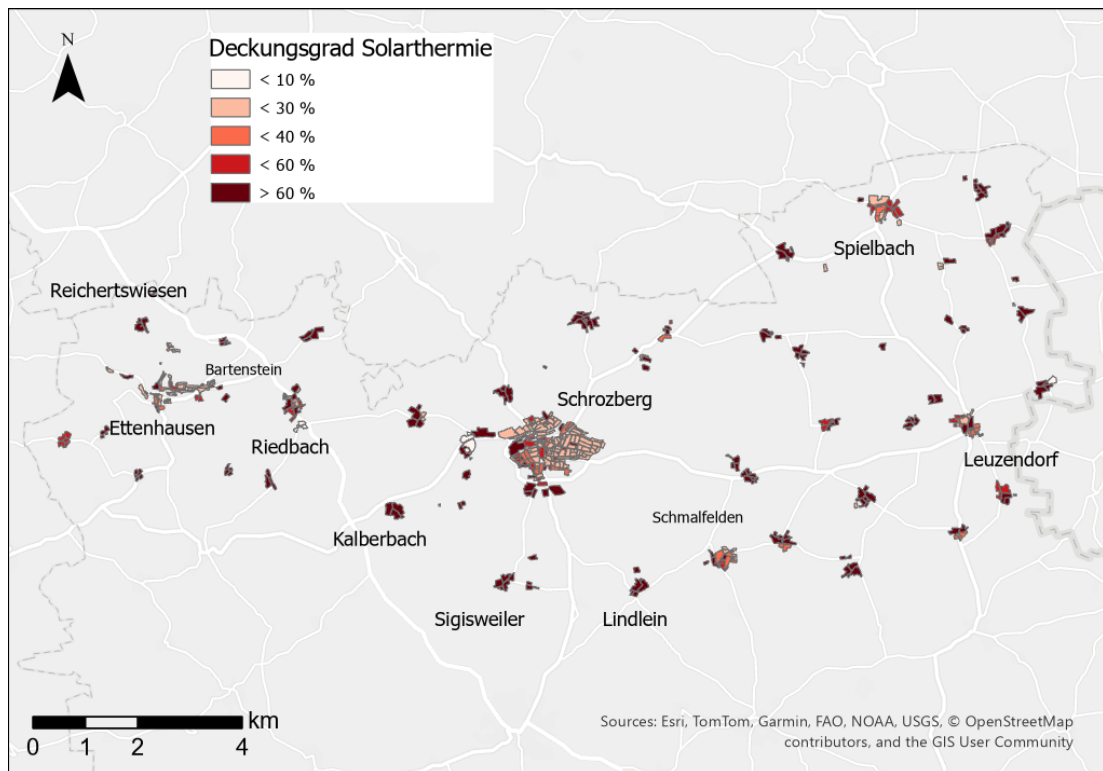 N
Deckungsgrad Solarthermie
< 10 %
< 30 %
< 40 %
< 60 %
> 60 %
Spielbach
Reichertswiesen
Bartenstein
Schrozberg
Ettenhausen
Riedbach
Leuzendorf
Schmalfelden
Kalberbach
Sigisweiler
Lindlein
km
0 1 2 4
Sources: Esri, TomTom, Garmin, FAO, NOAA, USGS, © OpenStreetMap
contributors, and the GIS User Community